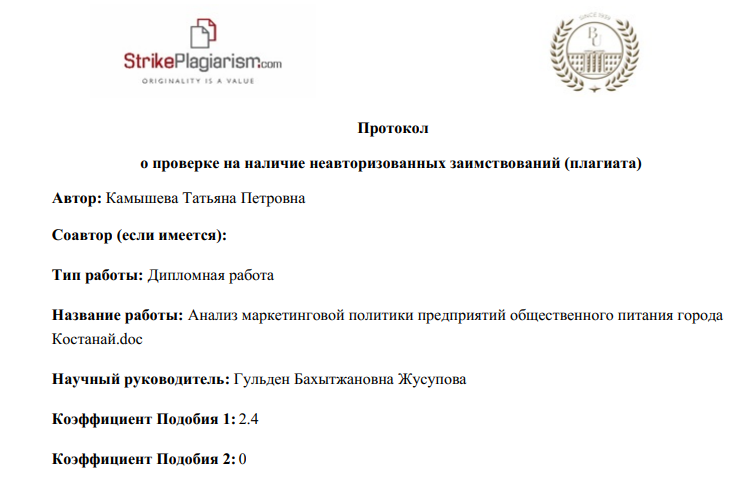 StrikePlagiarism.com
ORIGINALITY IS A VALUE
SINCE 1939
BU
Протокол
о проверке на наличие неавторизованных заимствований (плагиата)
Автор: Камышева Татьяна Петровна
Соавтор (если имеется):
Тип работы: Дипломная работа
Название работы: Анализ маркетинговой политики предприятий общественного питания города
Костанай.doc
Научный руководитель: Гульден Бахытжановна Жусупова
Коэффициент Подобия 1: 2.4
Коэффициент Подобия 2: 0